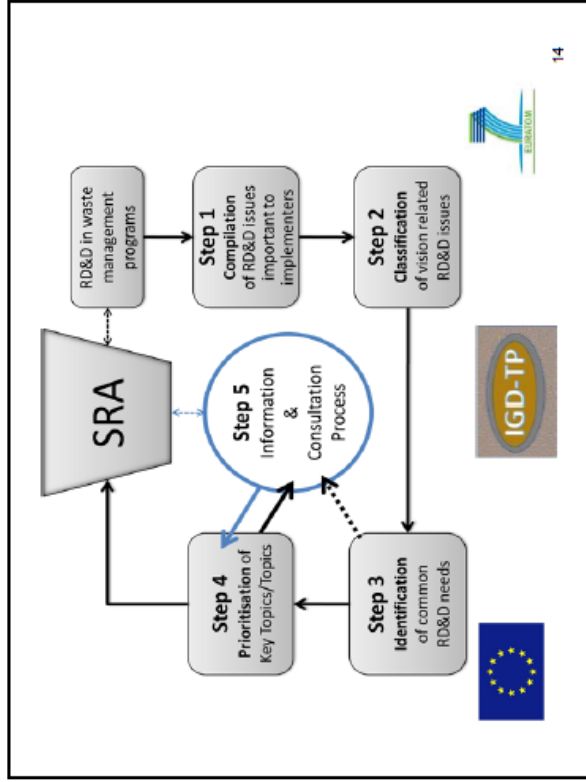 SRA
RD&D in waste
management
programs
Step 1
Compilation
of RD&D issues
important to
implementers
Step 2
Classification
of vision related
RD&D issues
Step 3
Identification
of common
RD&D needs
Step 4
Prioritisation of
Key Topics/Topics
Step 5
Information
&
Consultation
Process
IGD-TP
EURATOM
14